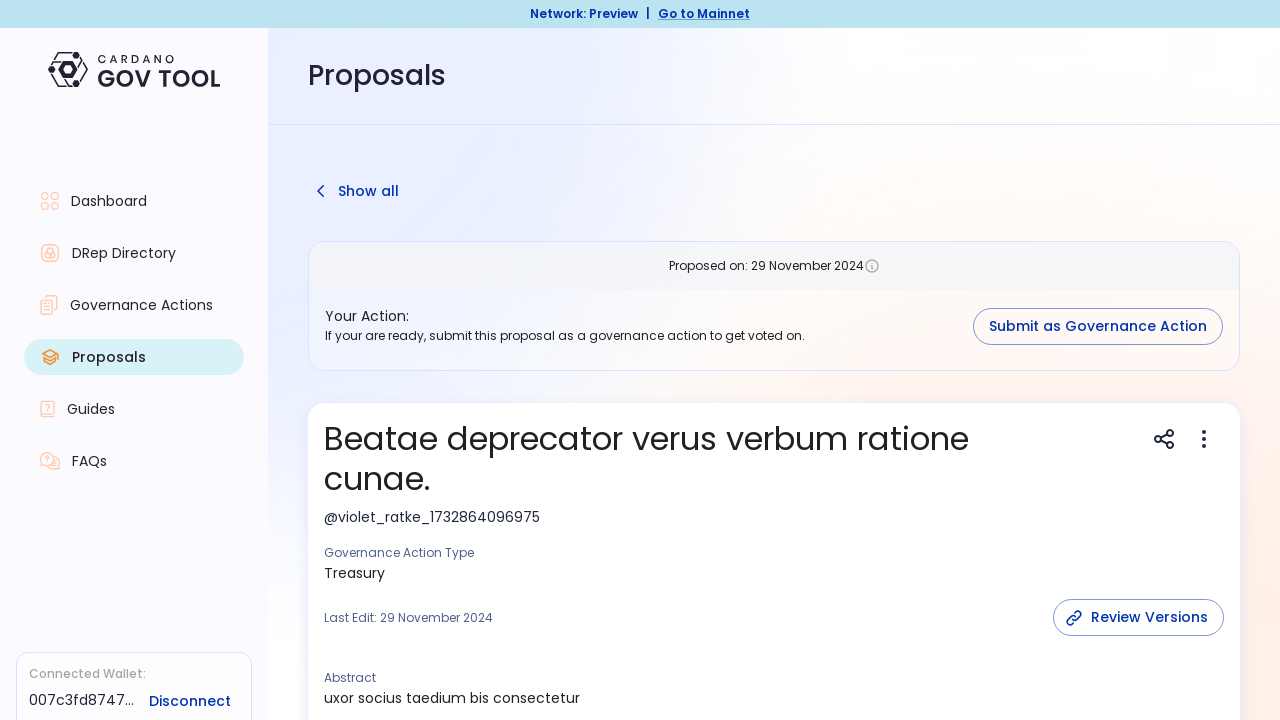 Network: Preview | Go to Mainnet
CARDANO
GOV TOOL
Proposals
Dashboard
DRep Directory
Governance Actions
Proposals
Guides
FAQs
Connected Wallet:
007c3fd8747...
Disconnect
Show all
Proposed on: 29 November 2024
Your Action:
If your are ready, submit this proposal as a governance action to get voted on.
Submit as Governance Action
Beatae deprecator verus verbum ratione
cunae.
@violet_ratke_1732864096975
Governance Action Type
Treasury
Last Edit: 29 November 2024
Review Versions
Abstract
uxor socius taedium bis consectetur